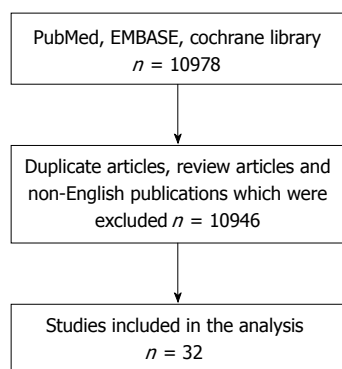 PubMed, EMBASE, cochrane library
n = 10978
Duplicate articles, review articles and
non-English publications which were
excluded n = 10946
Studies included in the analysis
n = 32